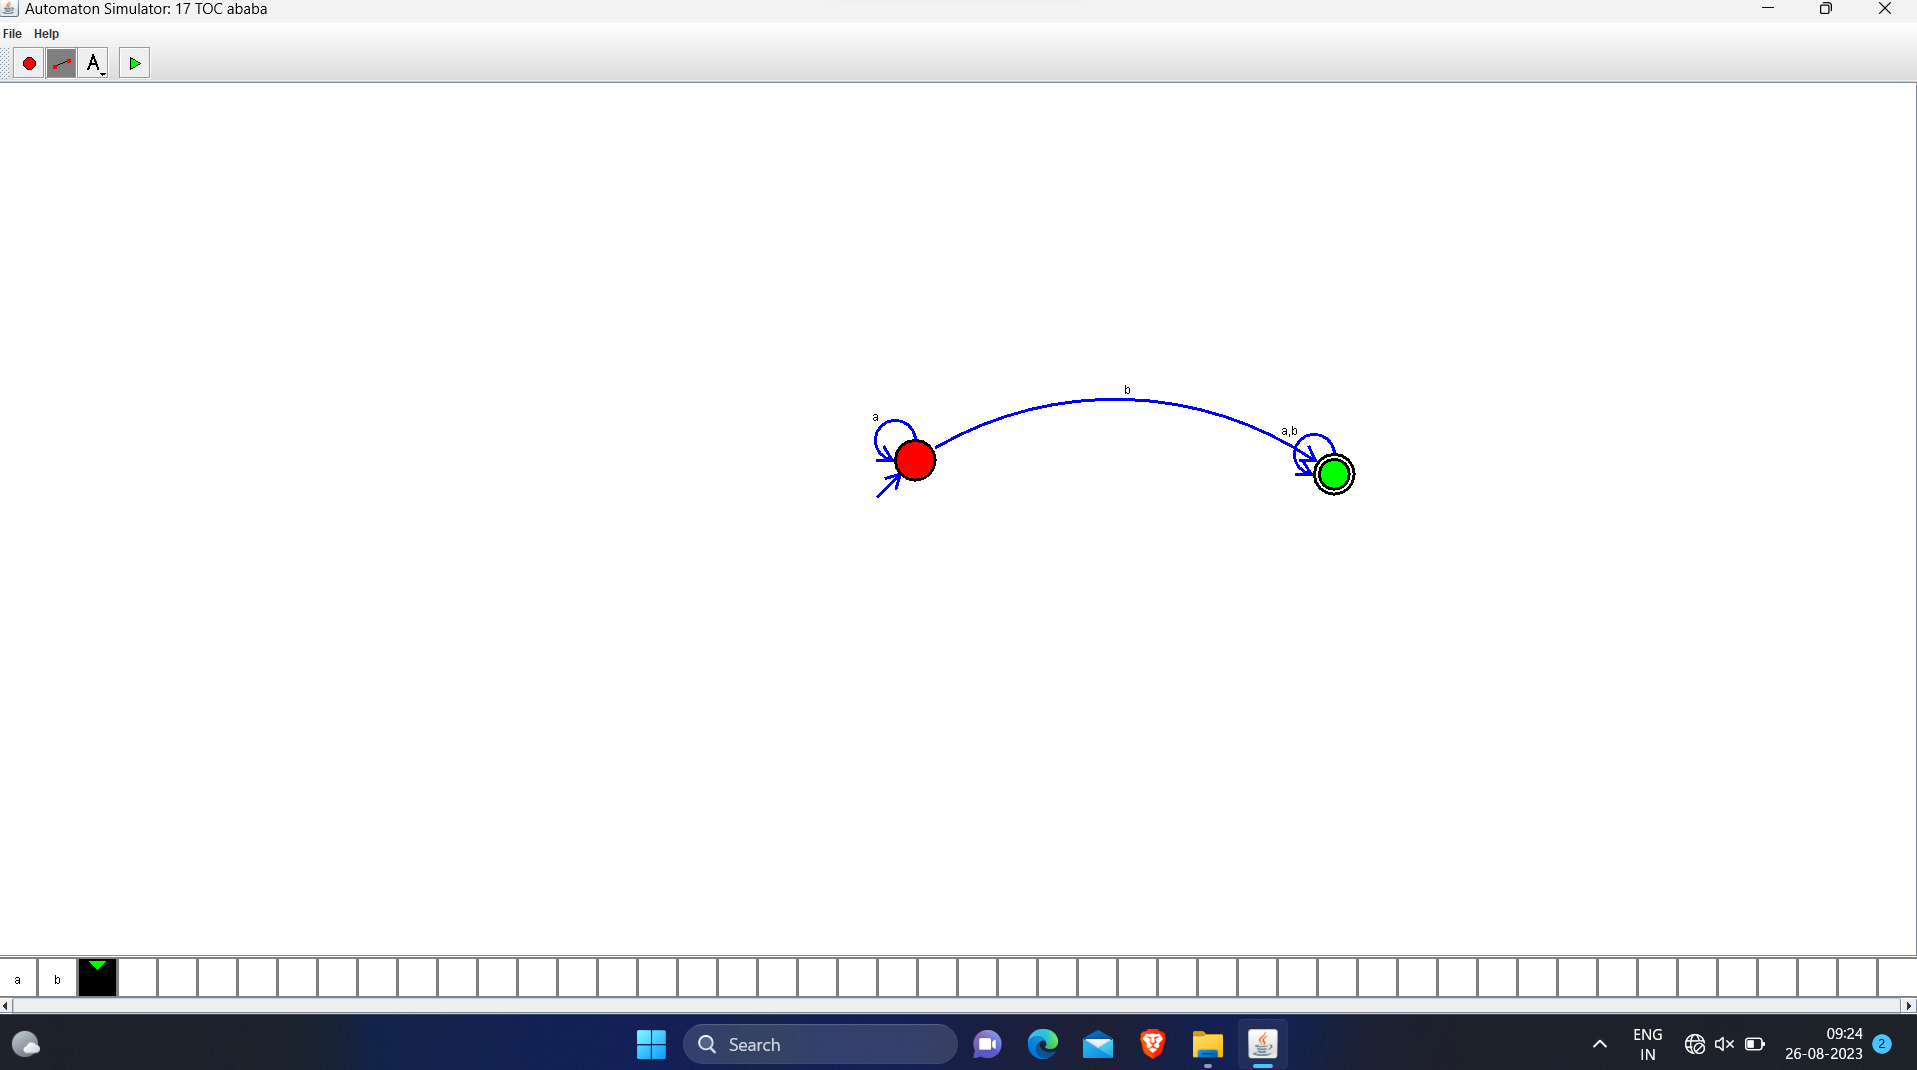 Automaton Simulator: 17 TOC ababa
File Help
A
b
a
a,b
a b
Search
ENG
IN
09:24
26-08-2023
2